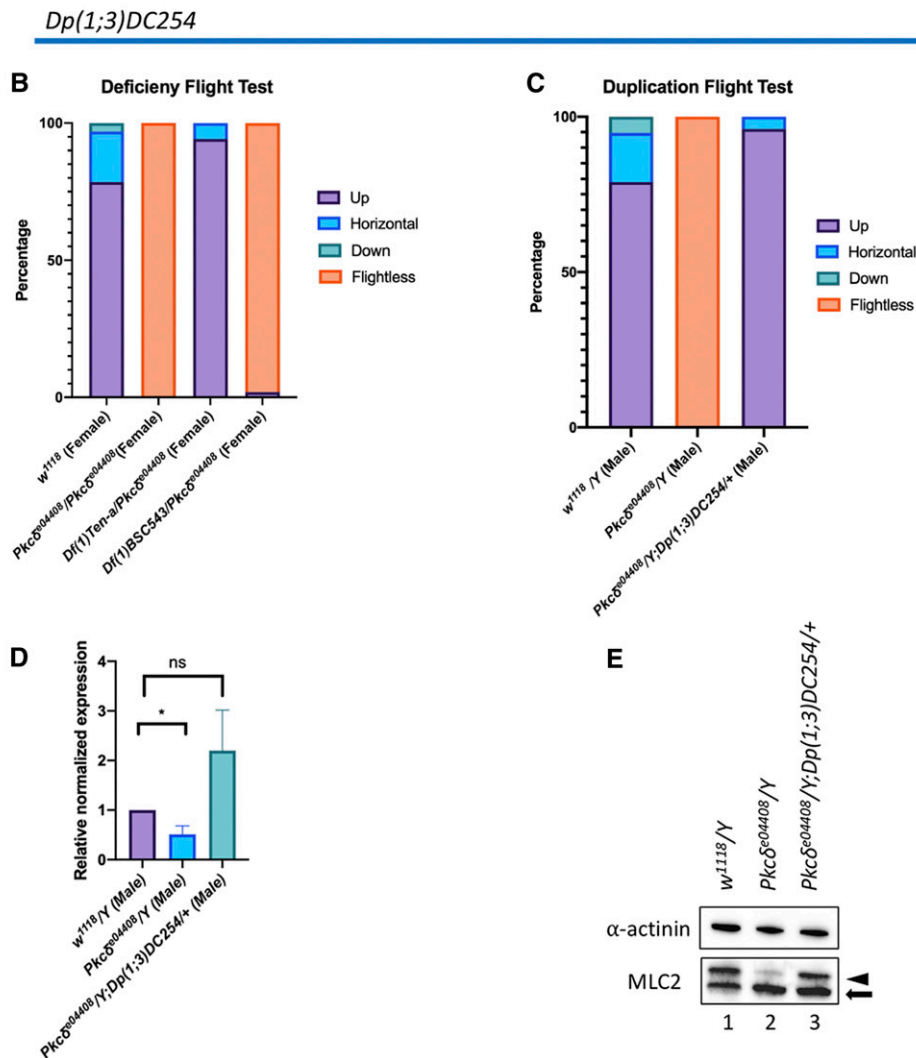 Dp(1;3)DC254
B
Deficieny Flight Test
Percentage
100
50
0
Up
Horizontal
Down
Flightless
w¹¹¹⁸ (Female)
Pkcδᵉ⁰⁴⁴⁰⁸/Pkcδᵉ⁰⁴⁴⁰⁸(Female)
Df(1)Ten-a/Pkcδᵉ⁰⁴⁴⁰⁸ (Female)
Df(1)BSC543/Pkcδᵉ⁰⁴⁴⁰⁸ (Female)
C
Duplication Flight Test
Percentage
100
50
0
Up
Horizontal
Down
Flightless
w¹¹¹⁸ /Y (Male)
Pkcδᵉ⁰⁴⁴⁰⁸/Y (Male)
Pkcδᵉ⁰⁴⁴⁰⁸/Y;Dp(1;3)DC254/+ (Male)
D
Relative normalized expression
4
3
2
1
0
ns
*
w¹¹¹⁸/Y (Male)
Pkcδᵉ⁰⁴⁴⁰⁸/Y (Male)
Pkcδᵉ⁰⁴⁴⁰⁸/Y;Dp(1;3)DC254/+ (Male)
E
w¹¹¹⁸/Y
Pkcδᵉ⁰⁴⁴⁰⁸/Y
Pkcδᵉ⁰⁴⁴⁰⁸/Y;Dp(1;3)DC254/+
α-actinin
MLC2
1 2 3